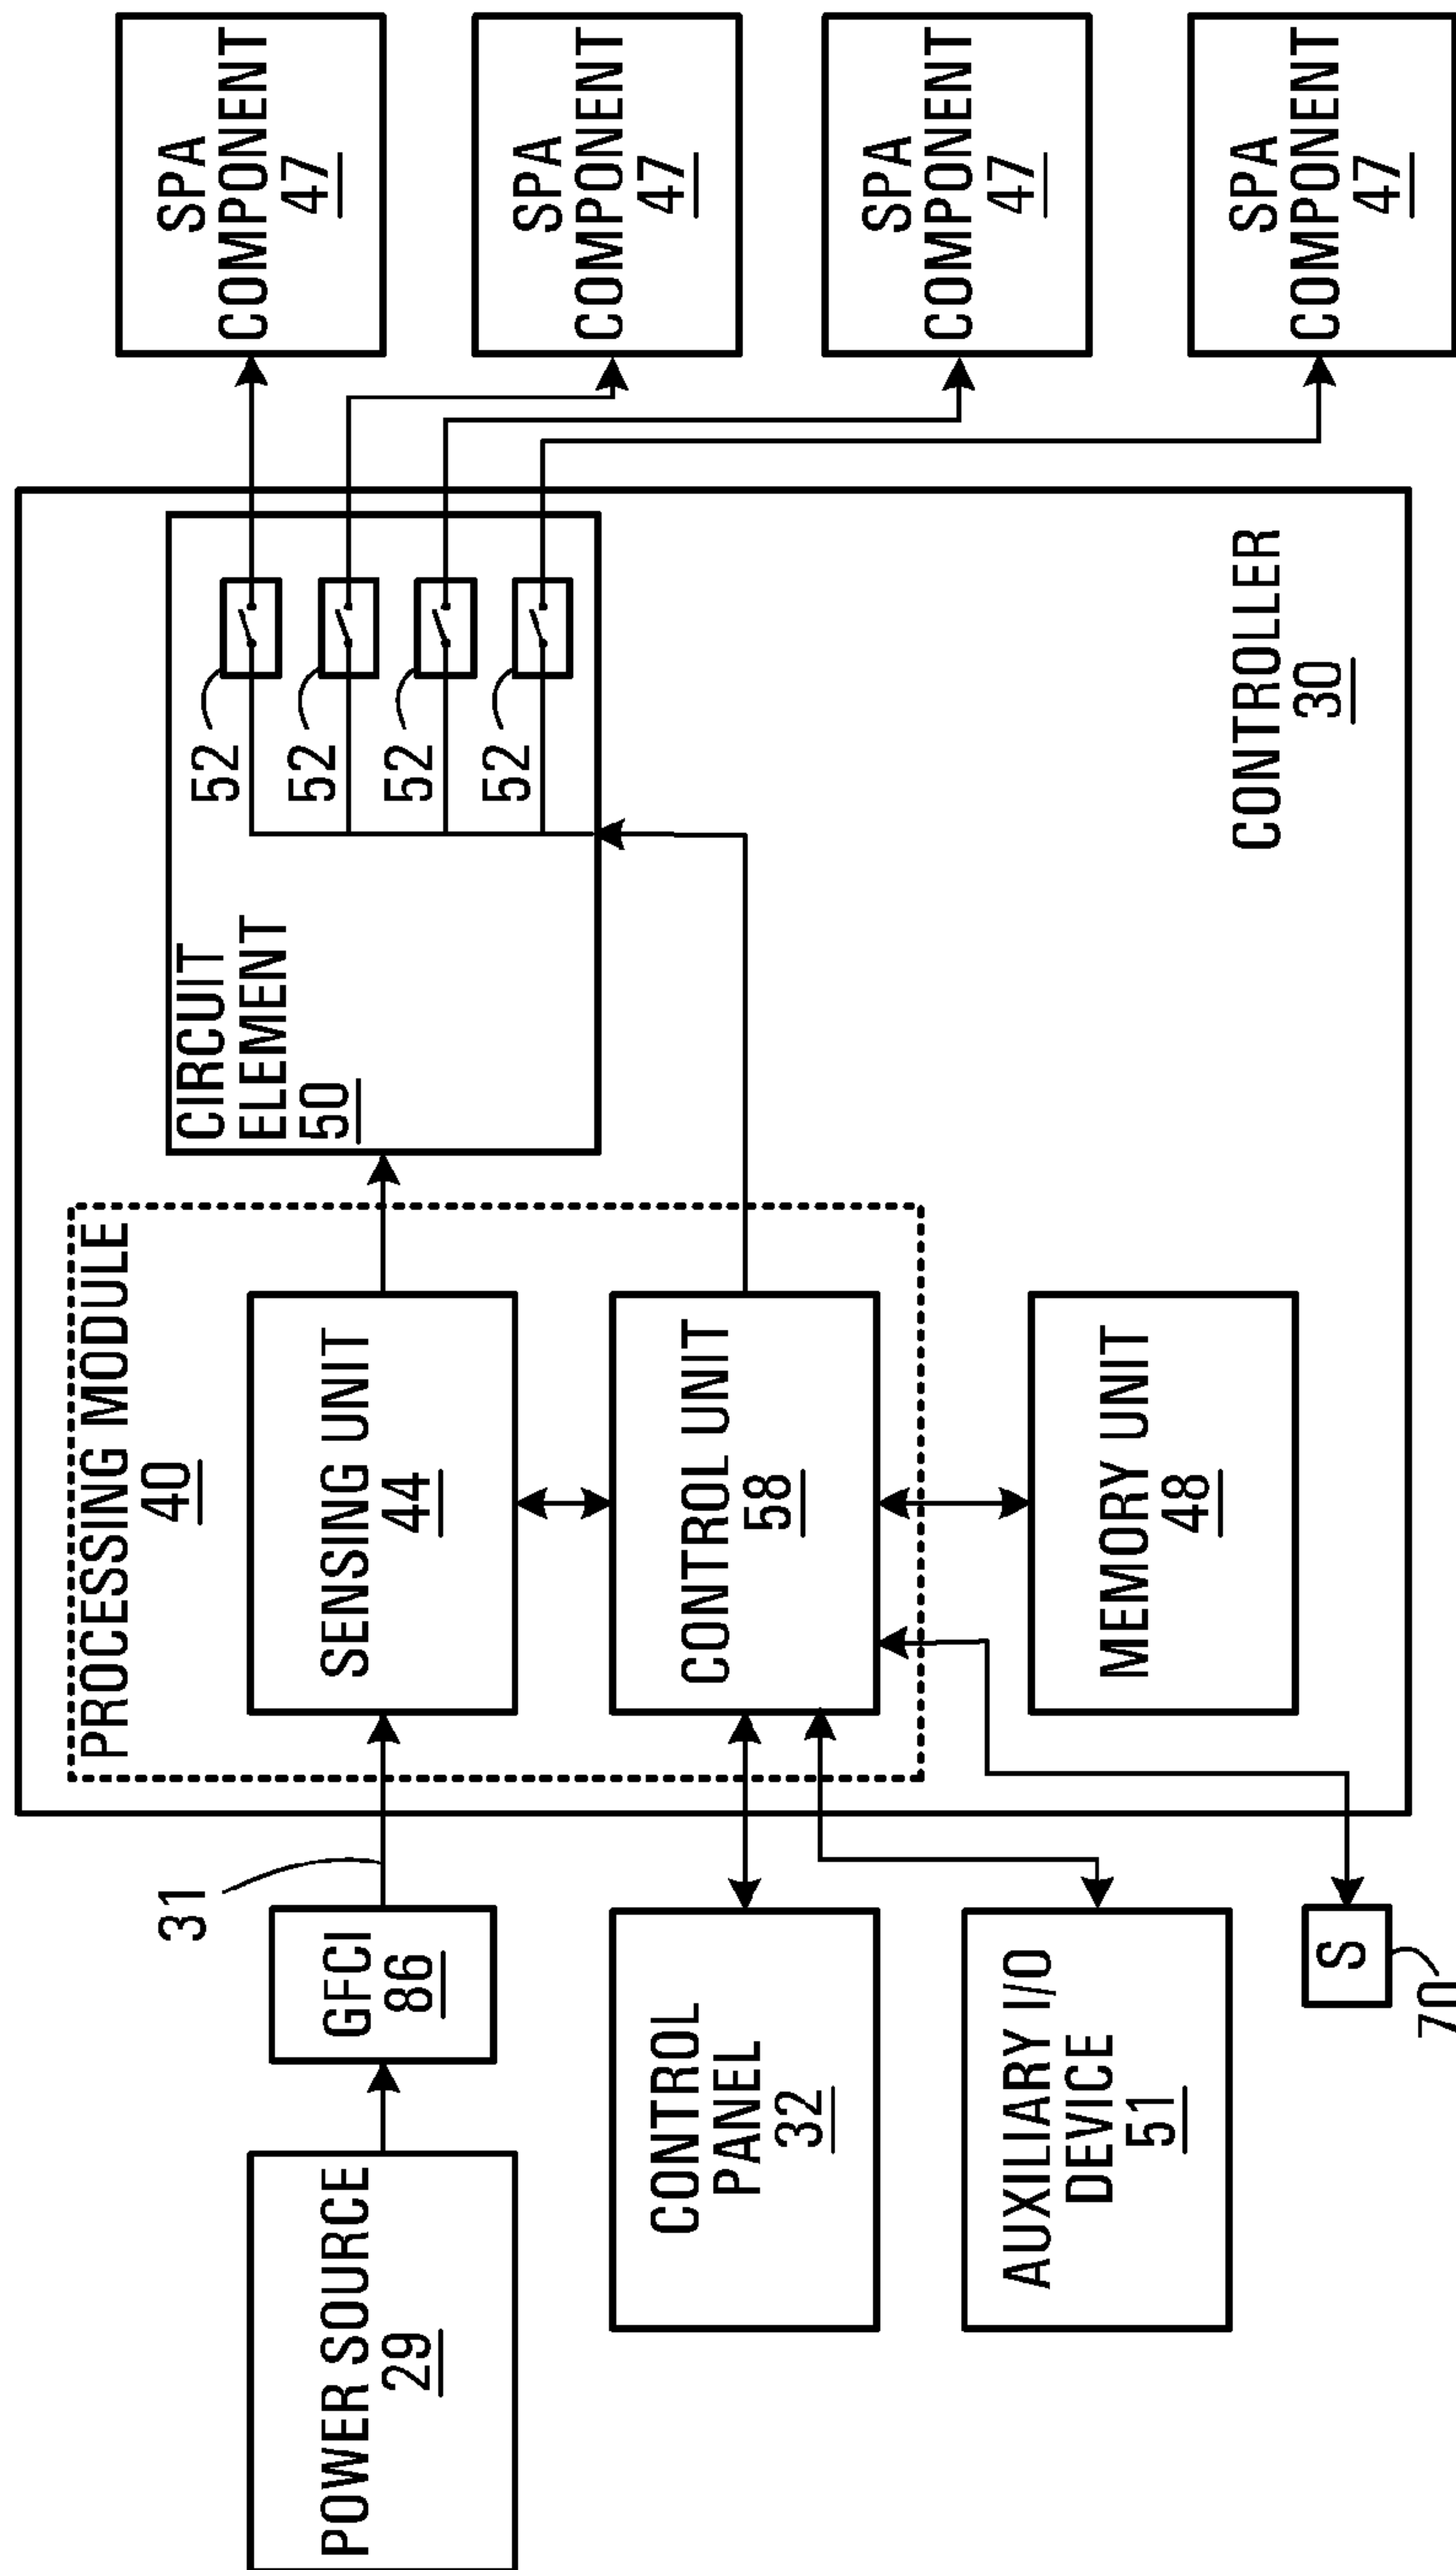 POWER SOURCE
29
GFCI
86
31
CONTROL
PANEL
32
AUXILIARY I/O
DEVICE
51
S
70
PROCESSING MODULE
40
SENSING UNIT
44
CONTROL UNIT
58
MEMORY UNIT
48
CIRCUIT
ELEMENT
50
52
52
52
52
CONTROLLER
30
SPA
COMPONENT
47
SPA
COMPONENT
47
SPA
COMPONENT
47
SPA
COMPONENT
47